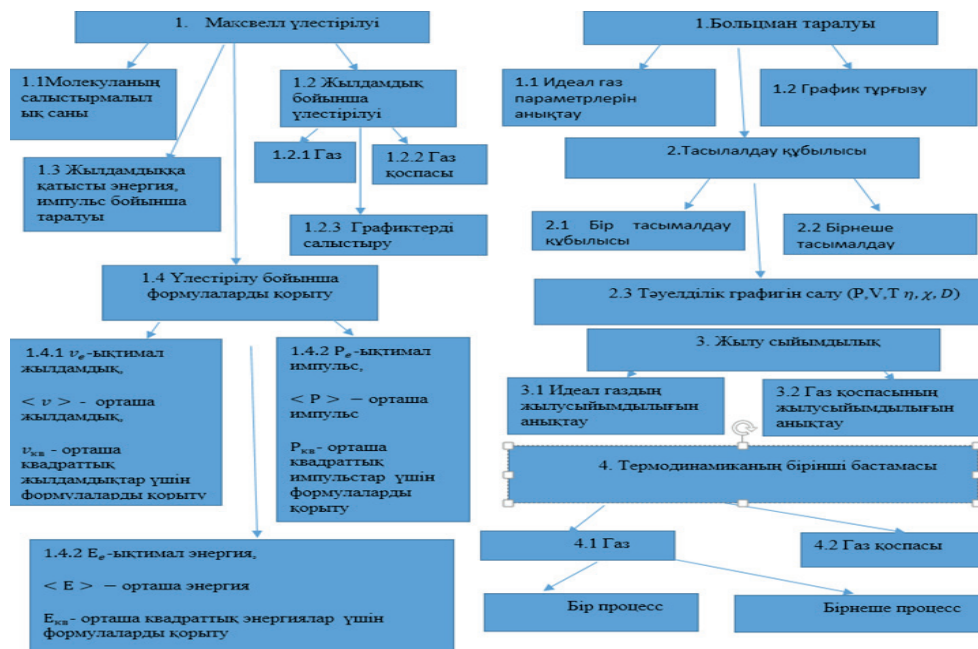 1. Максвелл үлестірілуі
1.1Молекуланың
салыстырмалыл
ық саны
1.2 Жылдамдық
бойынша
үлестірілуі
1.2.1 Газ
1.2.2 Газ
қоспасы
1.3 Жылдамдыққа
қатысты энергия,
импульс бойынша
таралуы
1.2.3 Графиктерді
салыстыру
1.4 Үлестірілу бойынша
формулаларды қорыту
1.4.1 𝑣ₑ-ықтимал
жылдамдық,
< 𝑣 > - орташа
жылдамдық,
𝑣кв - орташа
квадраттық
жылдамдықтар үшін
формулаларды қорыту
1.4.2 Pₑ-ықтимал
импульс,
< P > − орташа
импульс
Pкв- орташа
квадраттық
импульстар үшін
формулаларды
қорыту
1.4.2 Eₑ-ықтимал энергия,
< E > − орташа энергия
Eкв- орташа квадраттық энергиялар үшін
формулаларды қорыту
1.Больцман таралуы
1.1 Идеал газ
параметрлерін
анықтау
1.2 График тұрғызу
2.Тасылалдау құбылысы
2.1 Бір тасымалдау
құбылысы
2.2 Бірнеше
тасымалдау
2.3 Тәуелділік графигін салу (P,V,T 𝜂, 𝜒, 𝐷)
3. Жылу сыйымдылық
3.1 Идеал газдың
жылусыйымдылығын
анықтау
3.2 Газ қоспасының
жылусыйымдылығын
анықтау
4. Термодинамиканың бірінші бастамасы
4.1 Газ
4.2 Газ қоспасы
Бір процесс
Бірнеше процесс